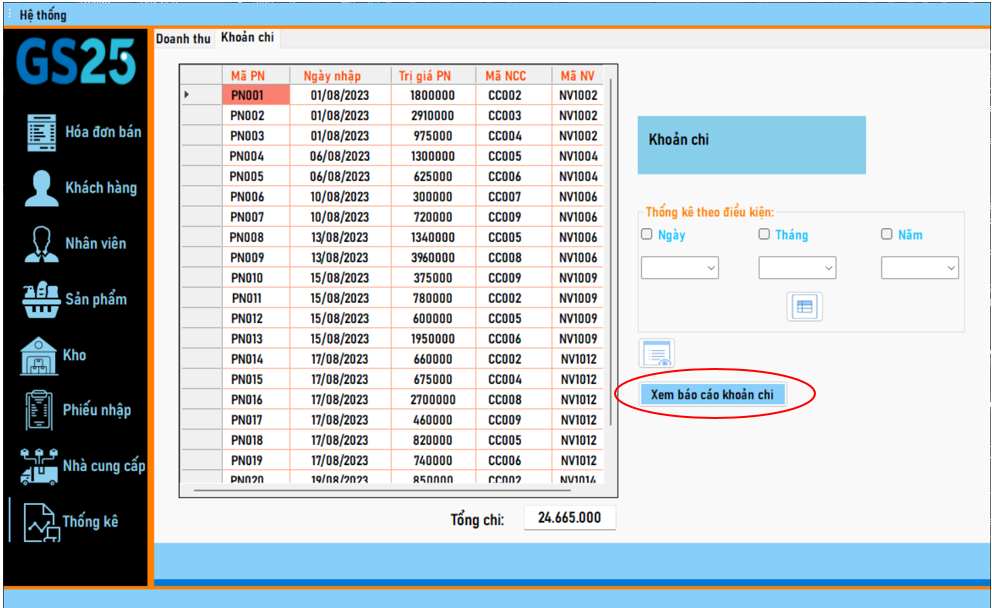 Hệ thống
GS25
Hóa đơn bán
Khách hàng
Nhân viên
Sản phẩm
Kho
Phiếu nhập
Nhà cung cấp
Thống kê
Doanh thu Khoản chi
Mã PN Ngày nhập Trị giá PN Mã NCC Mã NV
PN001 01/08/2023 1800000 CC002 NV1002
PN002 01/08/2023 2910000 CC003 NV1002
PN003 01/08/2023 975000 CC004 NV1002
PN004 06/08/2023 1300000 CC005 NV1004
PN005 06/08/2023 625000 CC006 NV1004
PN006 10/08/2023 300000 CC007 NV1006
PN007 10/08/2023 720000 CC009 NV1006
PN008 13/08/2023 1340000 CC005 NV1006
PN009 13/08/2023 3960000 CC008 NV1006
PN010 15/08/2023 375000 CC009 NV1009
PN011 15/08/2023 780000 CC002 NV1009
PN012 15/08/2023 600000 CC005 NV1009
PN013 15/08/2023 1950000 CC006 NV1009
PN014 17/08/2023 660000 CC002 NV1012
PN015 17/08/2023 675000 CC004 NV1012
PN016 17/08/2023 2700000 CC008 NV1012
PN017 17/08/2023 460000 CC009 NV1012
PN018 17/08/2023 820000 CC005 NV1012
PN019 17/08/2023 740000 CC006 NV1012
PN020 19/08/2023 850000 CC002 NV1014
Tổng chi: 24.665.000
Khoản chi
Thống kê theo điều kiện:
Ngày Tháng Năm
Xem báo cáo khoản chi